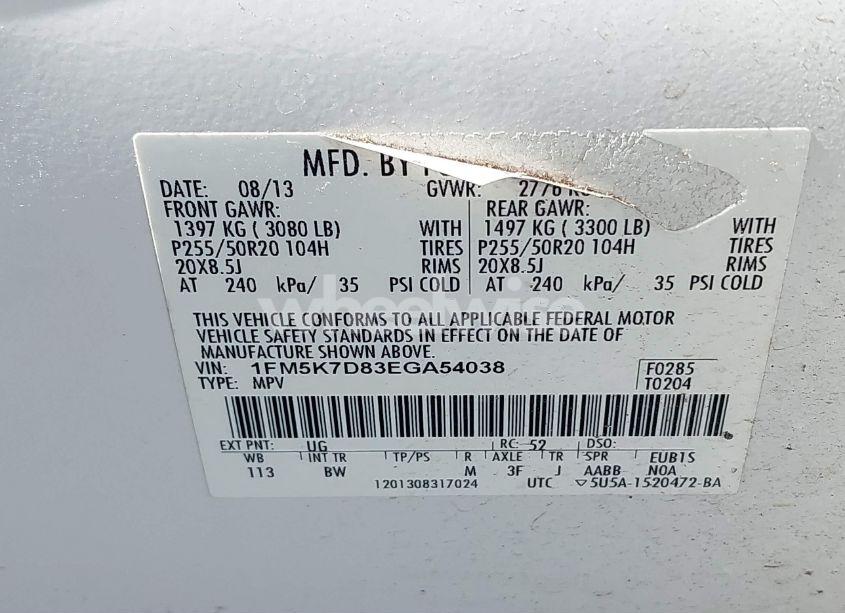 MFD. BY
DATE: 08/13 GVWR: 2776
FRONT GAWR: REAR GAWR:
1397 KG ( 3080 LB) WITH 1497 KG ( 3300 LB) WITH
P255/50R20 104H TIRES P255/50R20 104H TIRES
20X8.5J RIMS 20X8.5J RIMS
AT 240 kPa/ 35 PSI COLD AT 240 kPa/ 35 PSI COLD
wheelwise
THIS VEHICLE CONFORMS TO ALL APPLICABLE FEDERAL MOTOR
VEHICLE SAFETY STANDARDS IN EFFECT ON THE DATE OF
MANUFACTURE SHOWN ABOVE.
VIN: 1FM5K7D83EGA54038 F0285
TYPE: MPV T0204
EXT PNT: UG RC: 52 DSO:
WB INT TR TP/PS R AXLE TR SPR EUB1S
113 BW M 3F J AABB N0A
1201308317024 UTC ▽5U5A-1520472-BA